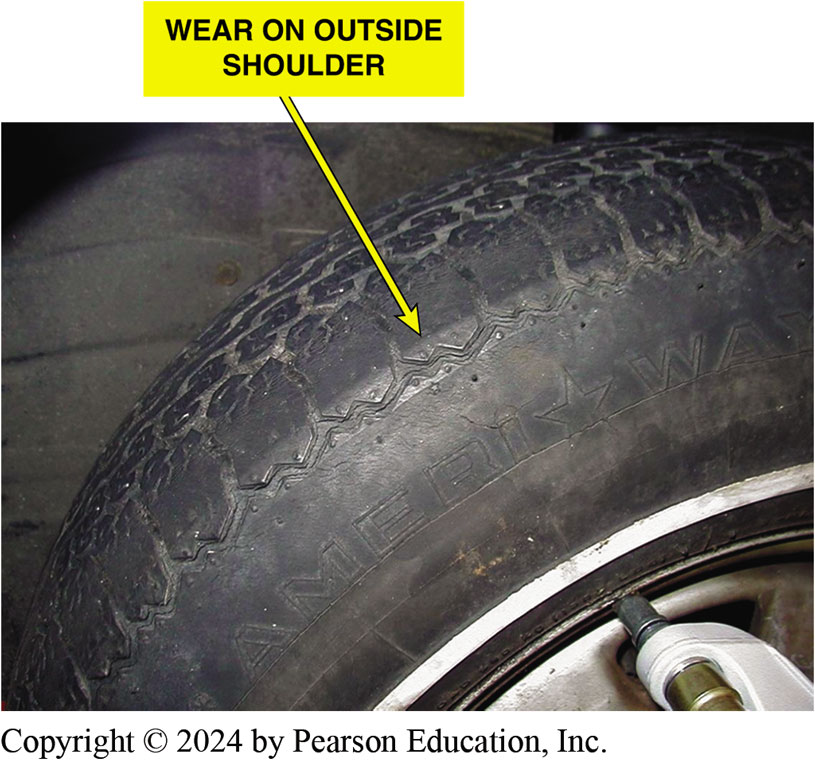 WEAR ON OUTSIDE
SHOULDER
AMERI WAY
Copyright © 2024 by Pearson Education, Inc.